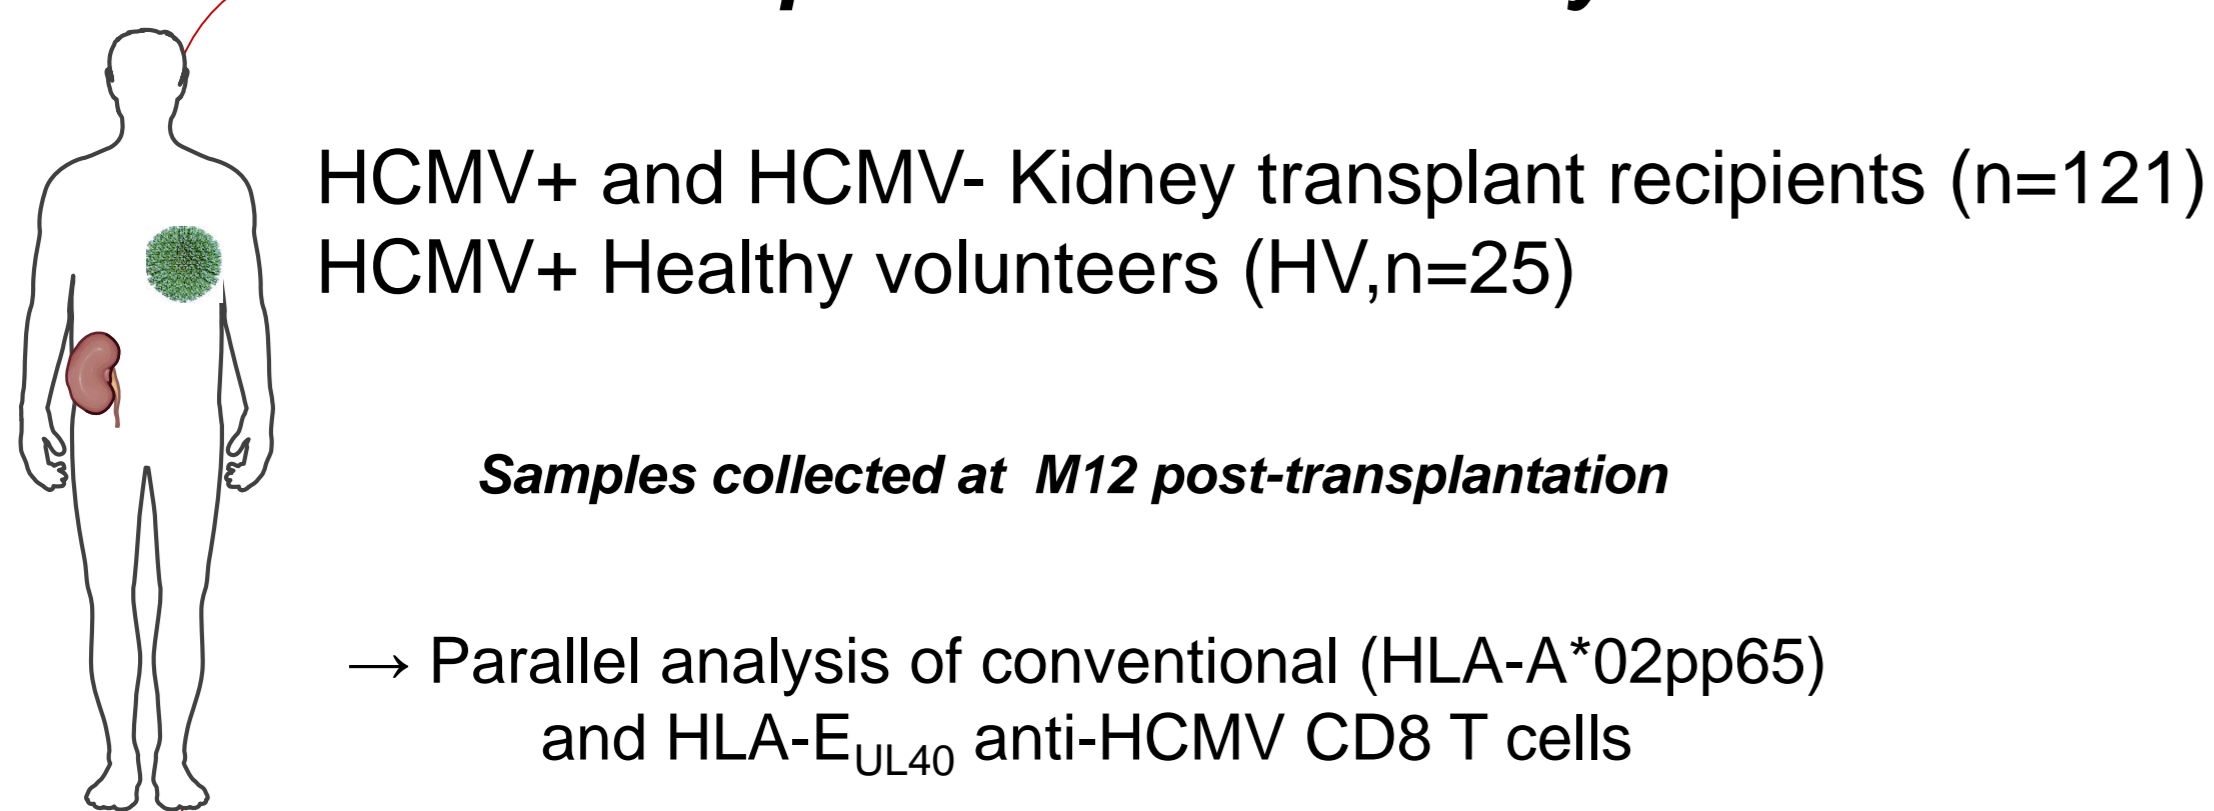 HCMV+ and HCMV- Kidney transplant recipients (n=121)
HCMV+ Healthy volunteers (HV,n=25)
Samples collected at M12 post-transplantation
→ Parallel analysis of conventional (HLA-A*02pp65)
and HLA-E_UL40 anti-HCMV CD8 T cells